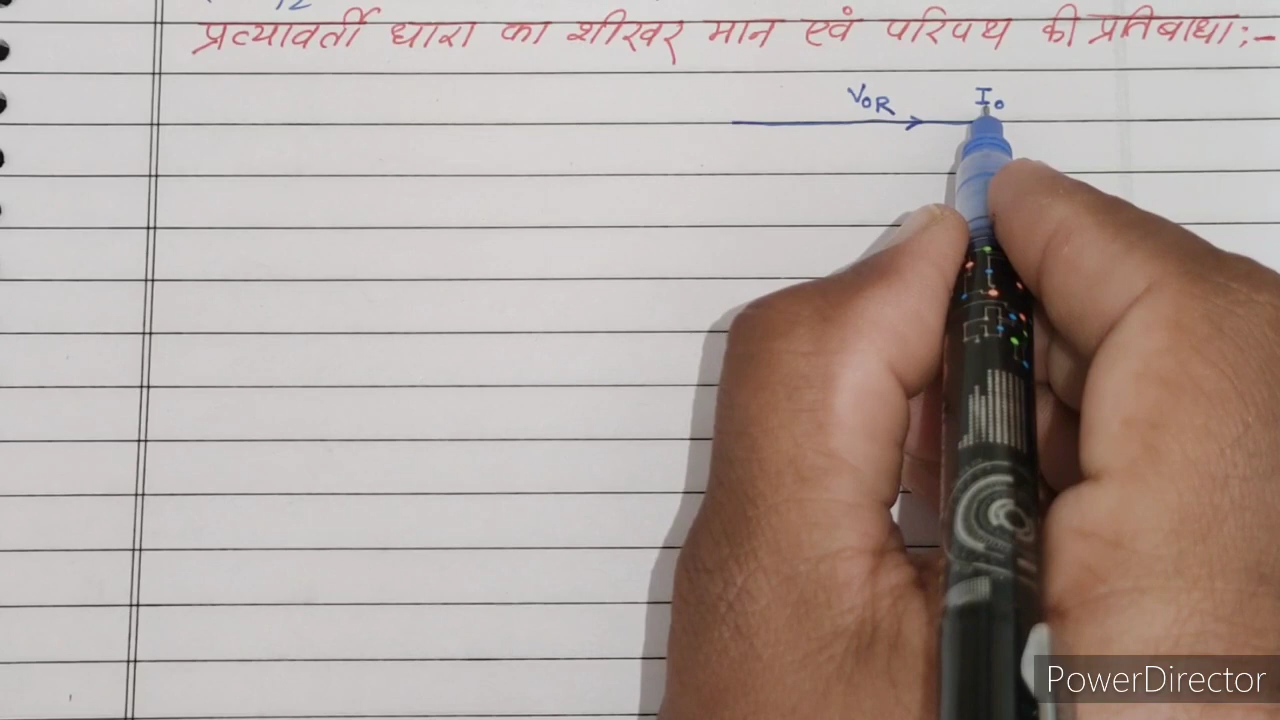 प्रत्यावर्ती धारा का शीखर मान एवं परिपथ की प्रतिबाधा :-
V₀R I₀
PowerDirector